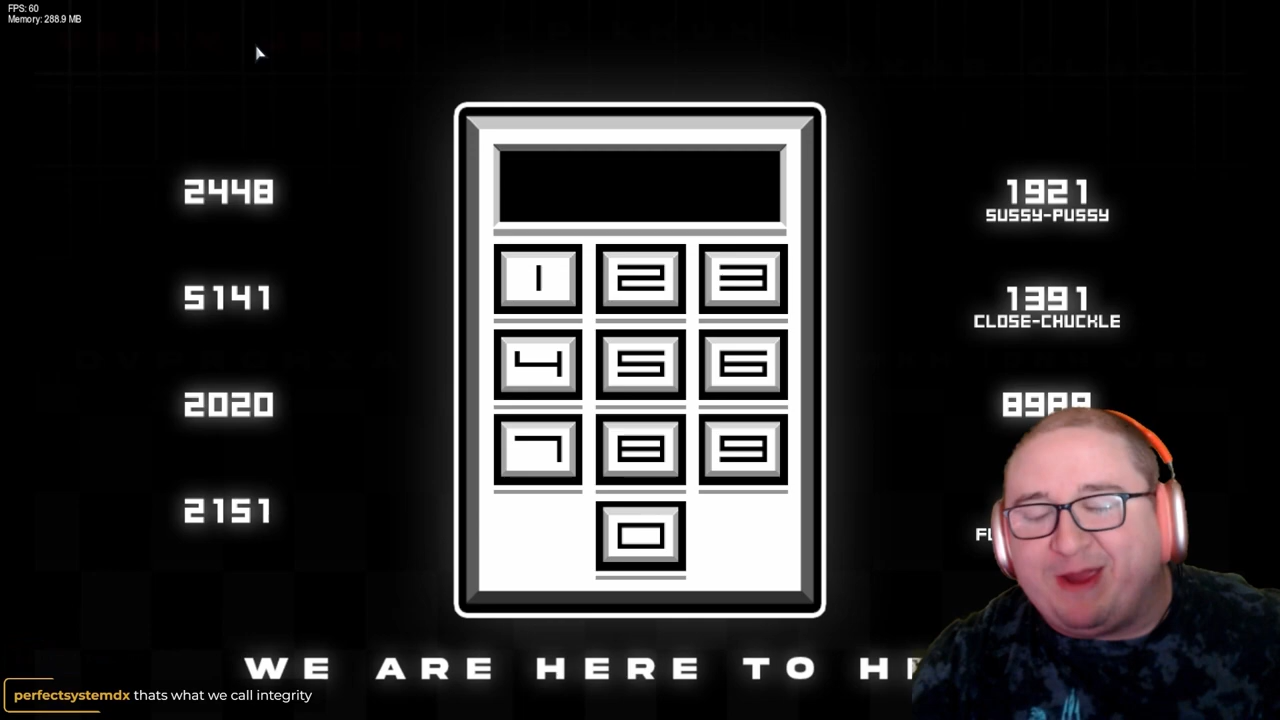 FPS: 60
Memory: 288.9 MB
2448
5141
2020
2151
1
2
3
4
5
6
7
8
9
0
1921
SUSSY-PUSSY
1391
CLOSE-CHUCKLE
8989
WE ARE HERE TO
perfectsystemdx thats what we call integrity